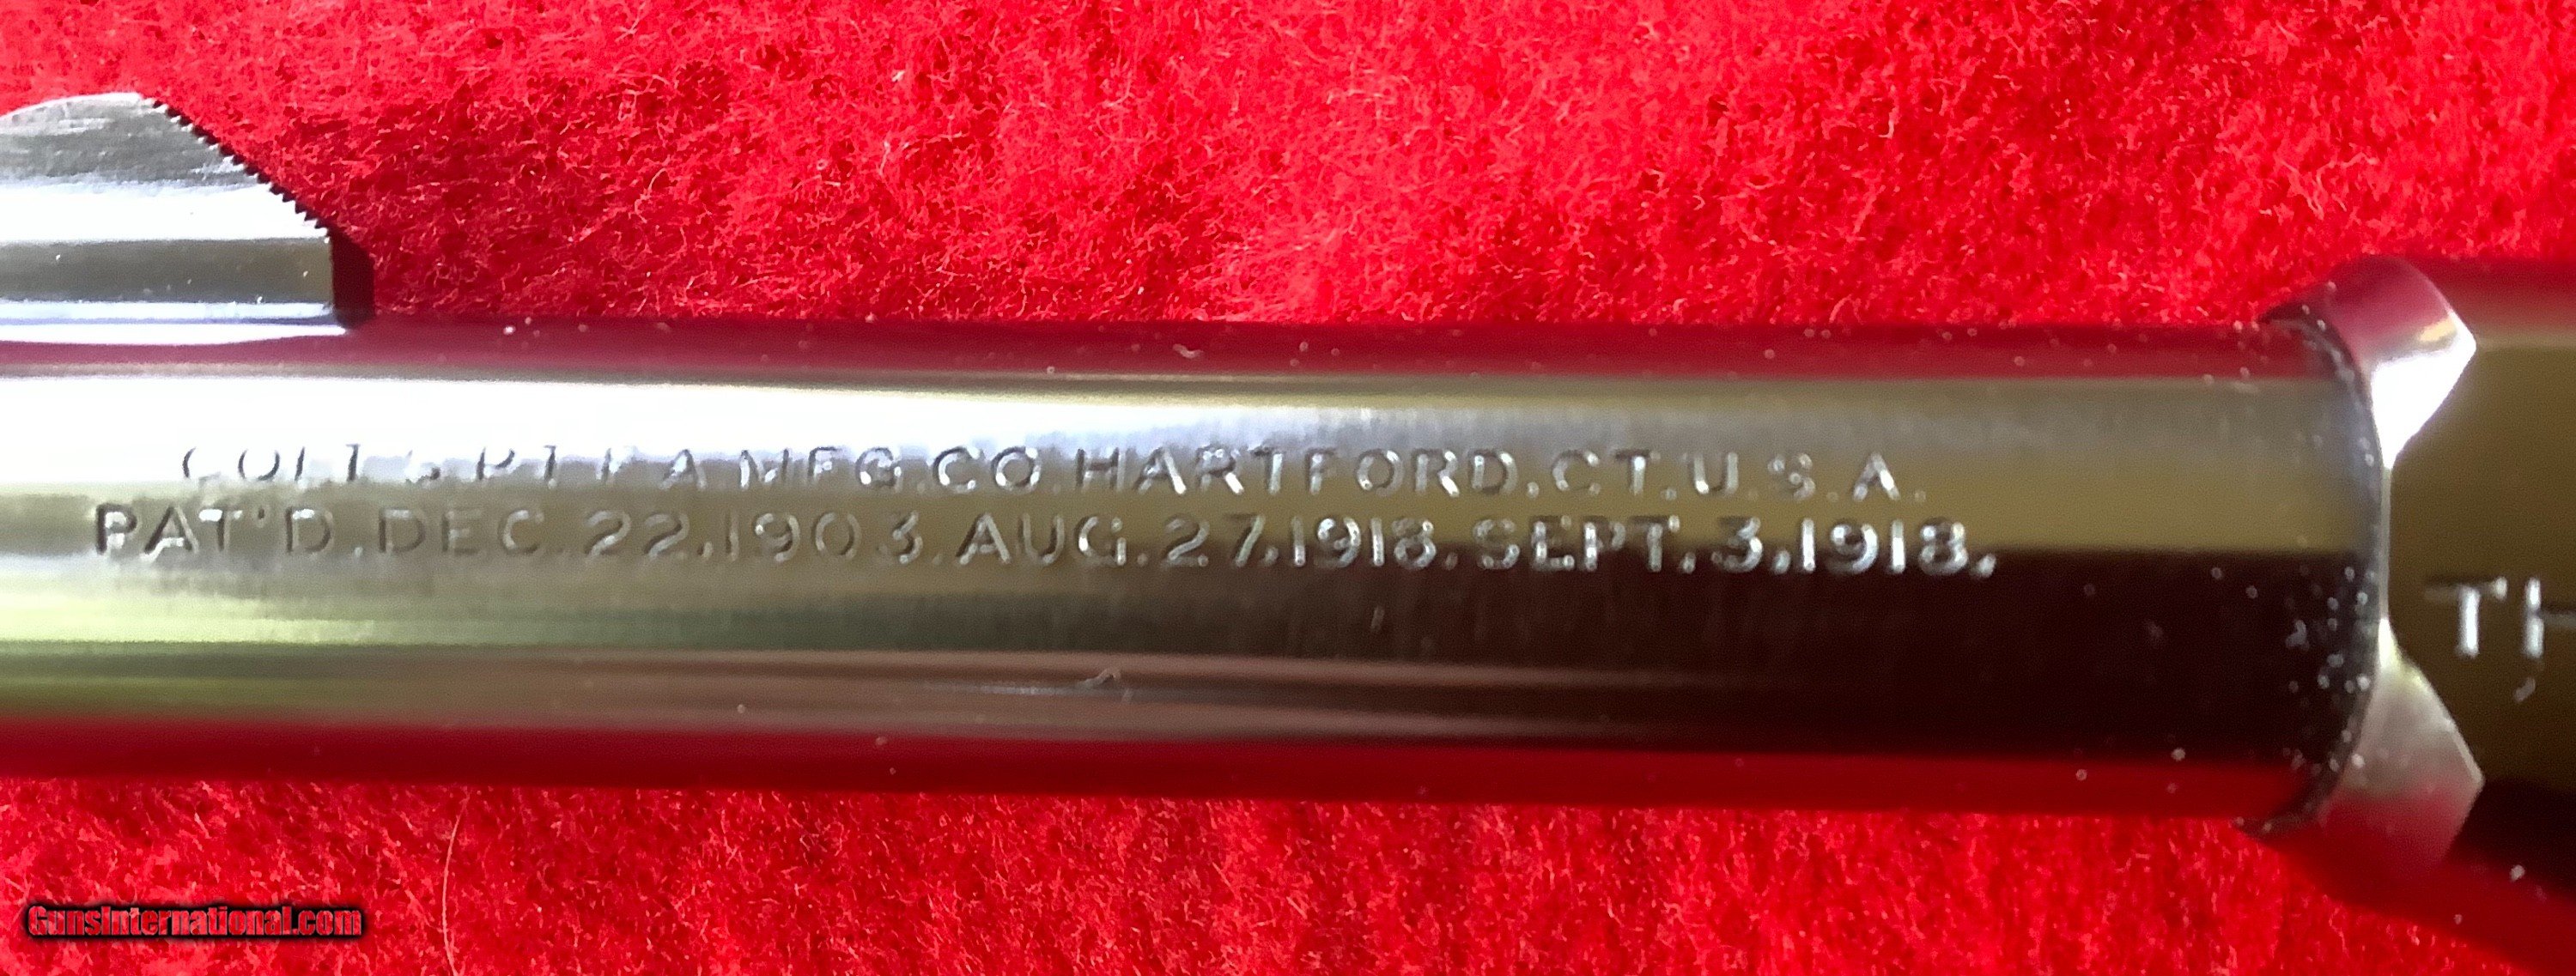 COLT'S PT. F. A. MFG. CO. HARTFORD, CT. U.S.A.
PAT'D. DEC. 22, 1903. AUG. 27, 1918. SEPT. 3, 1918.
GunsInternational.com